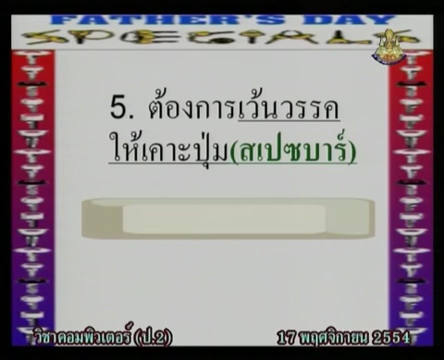 FATHER'S DAY
SPECIALS
5. ต้องการเว้นวรรค
ให้เคาะปุ่ม(สเปซบาร์)
วิชาคอมพิวเตอร์ (ป.2)
17 พฤศจิกายน 2554